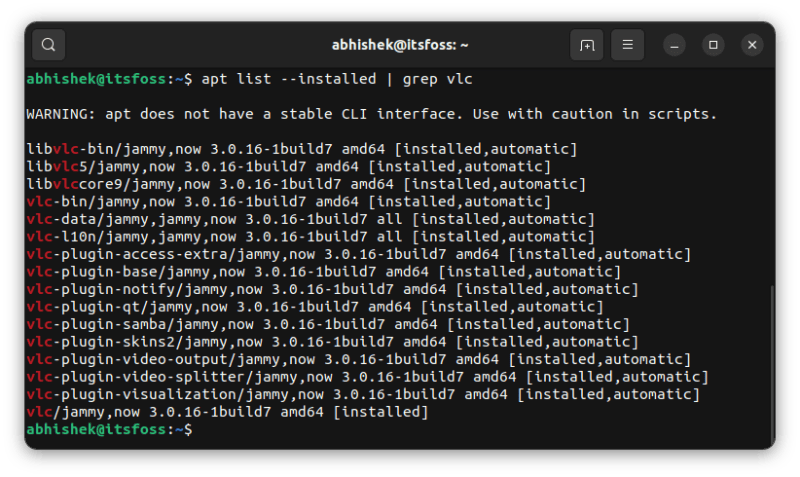 abhishek@itsfoss: ~
abhishek@itsfoss:~$ apt list --installed | grep vlc
WARNING: apt does not have a stable CLI interface. Use with caution in scripts.
libvlc-bin/jammy,now 3.0.16-1build7 amd64 [installed,automatic]
libvlc5/jammy,now 3.0.16-1build7 amd64 [installed,automatic]
libvlccore9/jammy,now 3.0.16-1build7 amd64 [installed,automatic]
vlc-bin/jammy,now 3.0.16-1build7 amd64 [installed,automatic]
vlc-data/jammy,jammy,now 3.0.16-1build7 all [installed,automatic]
vlc-l10n/jammy,jammy,now 3.0.16-1build7 all [installed,automatic]
vlc-plugin-access-extra/jammy,now 3.0.16-1build7 amd64 [installed,automatic]
vlc-plugin-base/jammy,now 3.0.16-1build7 amd64 [installed,automatic]
vlc-plugin-notify/jammy,now 3.0.16-1build7 amd64 [installed,automatic]
vlc-plugin-qt/jammy,now 3.0.16-1build7 amd64 [installed,automatic]
vlc-plugin-samba/jammy,now 3.0.16-1build7 amd64 [installed,automatic]
vlc-plugin-skins2/jammy,now 3.0.16-1build7 amd64 [installed,automatic]
vlc-plugin-video-output/jammy,now 3.0.16-1build7 amd64 [installed,automatic]
vlc-plugin-video-splitter/jammy,now 3.0.16-1build7 amd64 [installed,automatic]
vlc-plugin-visualization/jammy,now 3.0.16-1build7 amd64 [installed,automatic]
vlc/jammy,now 3.0.16-1build7 amd64 [installed]
abhishek@itsfoss:~$